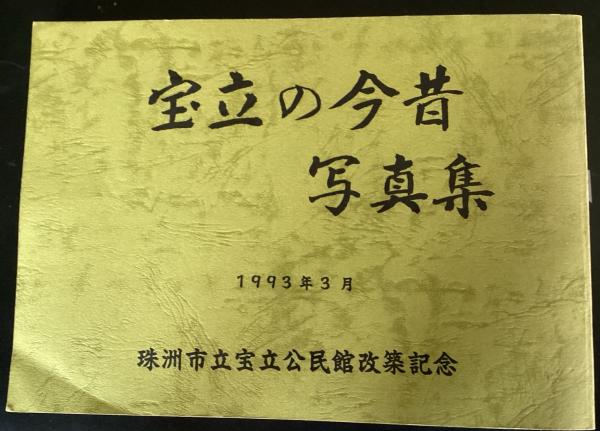 宝立の今昔
写真集
1993年3月
珠洲市立宝立公民館改築記念